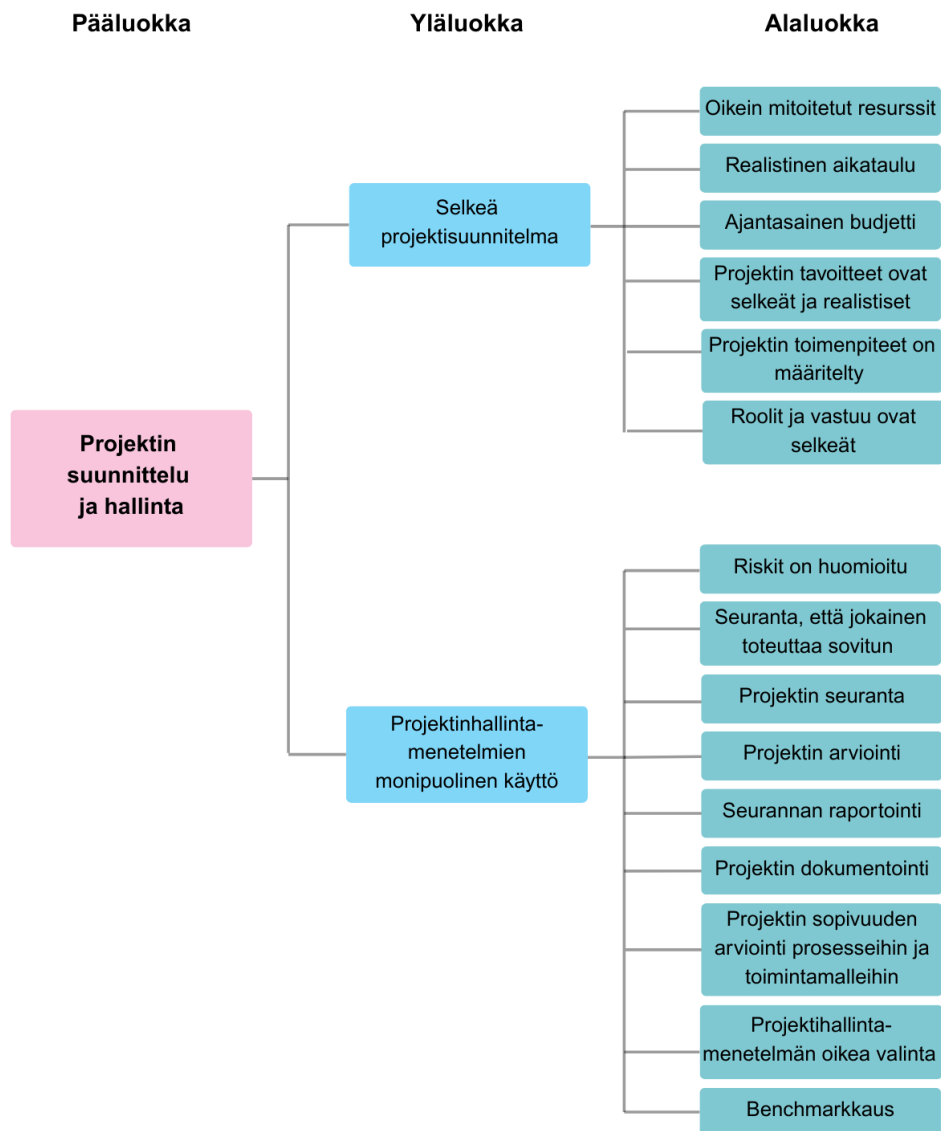 Pääluokka
Yläluokka
Alaluokka
Oikein mitoitetut resurssit
Realistinen aikataulu
Selkeä
projektisuunnitelma
Ajantasainen budjetti
Projektin tavoitteet ovat
selkeät ja realistiset
Projektin toimenpiteet on
määritelty
Roolit ja vastuu ovat
selkeät
Projektin
suunnittelu
ja hallinta
Riskit on huomioitu
Seuranta, että jokainen
toteuttaa sovitun
Projektin seuranta
Projektinhallinta-
menetelmien
monipuolinen käyttö
Projektin arviointi
Seurannan raportointi
Projektin dokumentointi
Projektin sopivuuden
arviointi prosesseihin ja
toimintamalleihin
Projektihallinta-
menetelmän oikea valinta
Benchmarkkaus